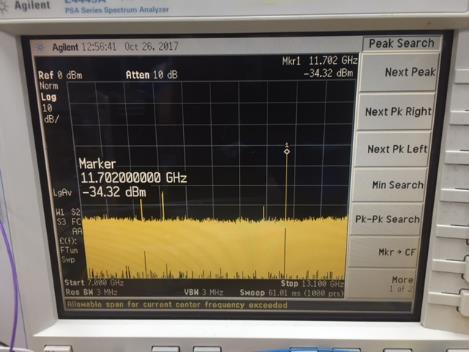 Agilent
PSA Series Spectrum Analyzer
Agilent 12:56:41 Oct 26, 2017
Peak Search
Mkr1 11.702 GHz
Ref 0 dBm Atten 10 dB -34.32 dBm
Norm
Log
10
dB/
Next Peak
Next Pk Right
Next Pk Left
1
Marker
11.702000000 GHz
-34.32 dBm
Min Search
LgAv
W1 S2
S3 FC
AA
£(f):
FTun
Swp
Pk-Pk Search
Mkr → CF
More
1 of 2
Start 7.000 GHz Stop 13.100 GHz
Res BW 3 MHz VBW 3 MHz Sweep 61.01 ms (1000 pts)
Allowable span for current center frequency exceeded